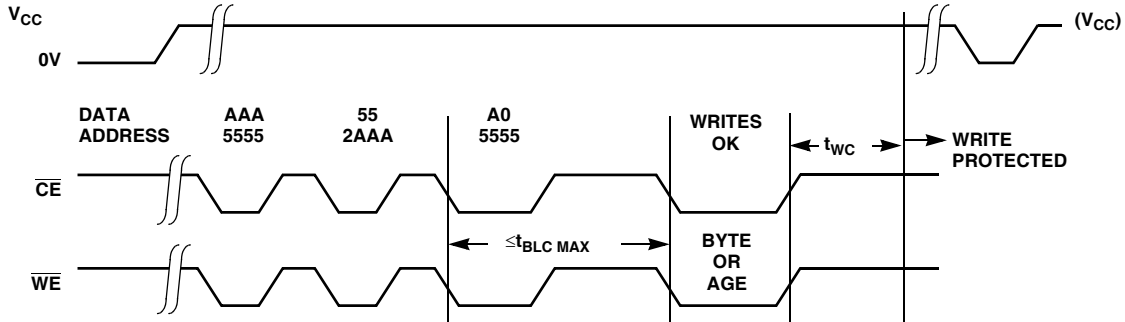 VCC
(VCC)
0V
DATA AAA 55 A0 WRITES
ADDRESS 5555 2AAA 5555 OK
tWC
WRITE
PROTECTED
CE
≤tBLC MAX
BYTE
OR
AGE
WE